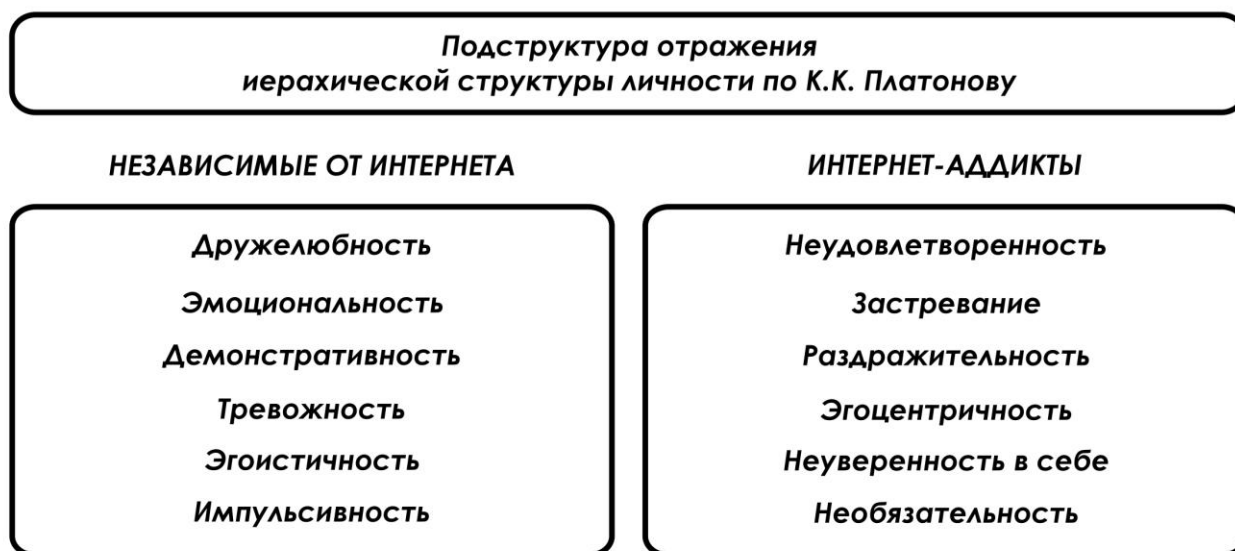 Подструктура отражения
иерахической структуры личности по К.К. Платонову
НЕЗАВИСИМЫЕ ОТ ИНТЕРНЕТА
Дружелюбность
Эмоциональность
Демонстративность
Тревожность
Эгоистичность
Импульсивность
ИНТЕРНЕТ-АДДИКТЫ
Неудовлетворенность
Застревание
Раздражительность
Эгоцентричность
Неуверенность в себе
Необязательность